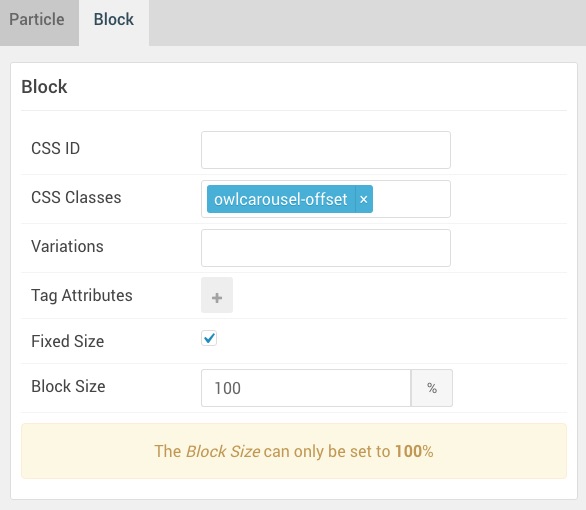 Particle Block
Block
CSS ID
CSS Classes owlcarousel-offset ×
Variations
Tag Attributes +
Fixed Size
Block Size 100 %
The Block Size can only be set to 100%